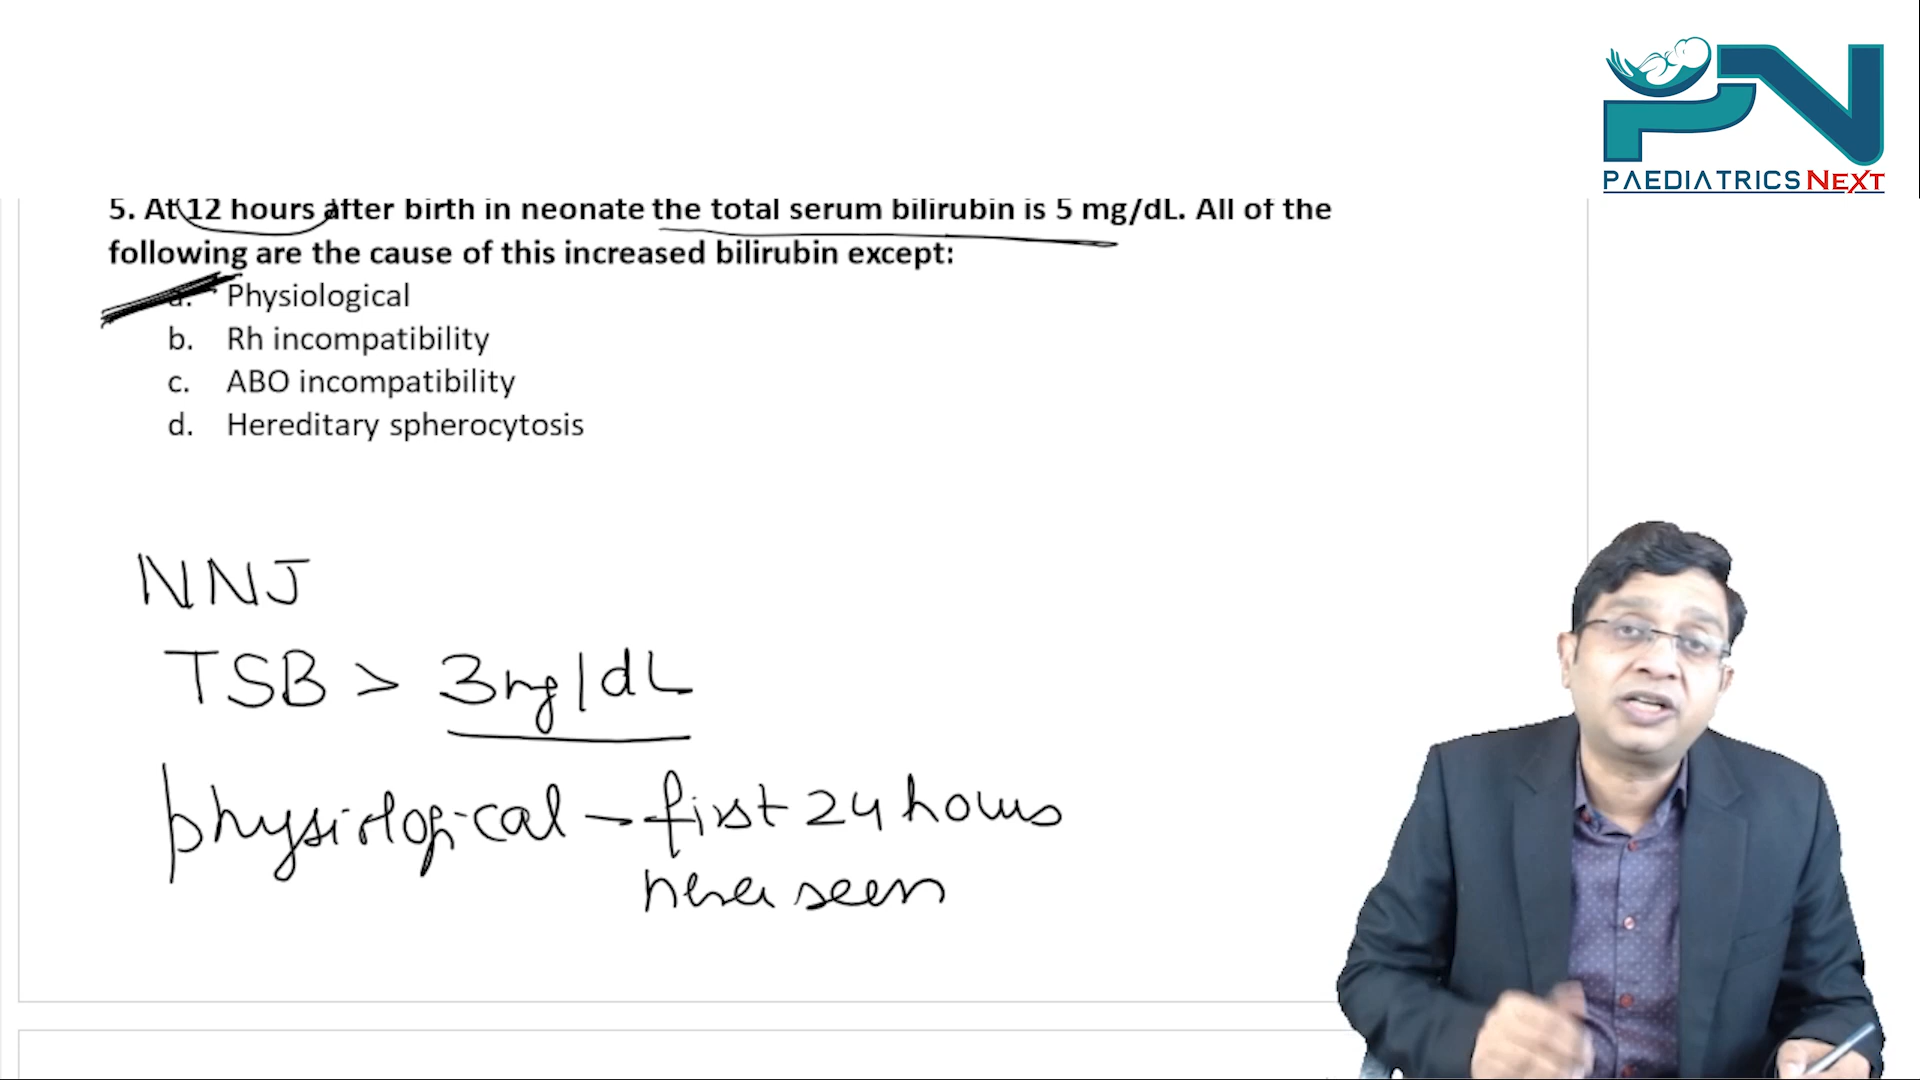 PAEDIATRICS NEXT
5. At 12 hours after birth in neonate the total serum bilirubin is 5 mg/dL. All of the
following are the cause of this increased bilirubin except:
a. Physiological
b. Rh incompatibility
c. ABO incompatibility
d. Hereditary spherocytosis
NNJ
TSB > 3mg/dL
physiological - first 24 hours
never seen